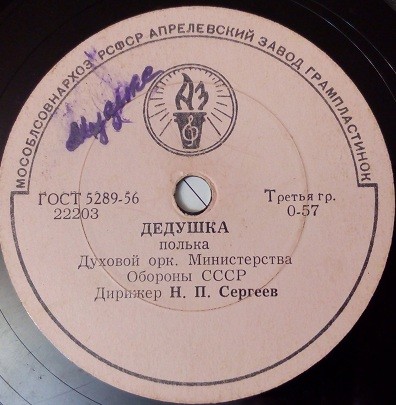 МОСОБЛСОВНАРХОЗ РСФСР АПРЕЛЕВСКИЙ ЗАВОД ГРАМПЛАСТИНОК
АЗ
ГОСТ 5289-56
22203
Третья гр.
0-57
ДЕДУШКА
полька
Духовой орк. Министерства
Обороны СССР
Дирижер Н. П. Сергеев